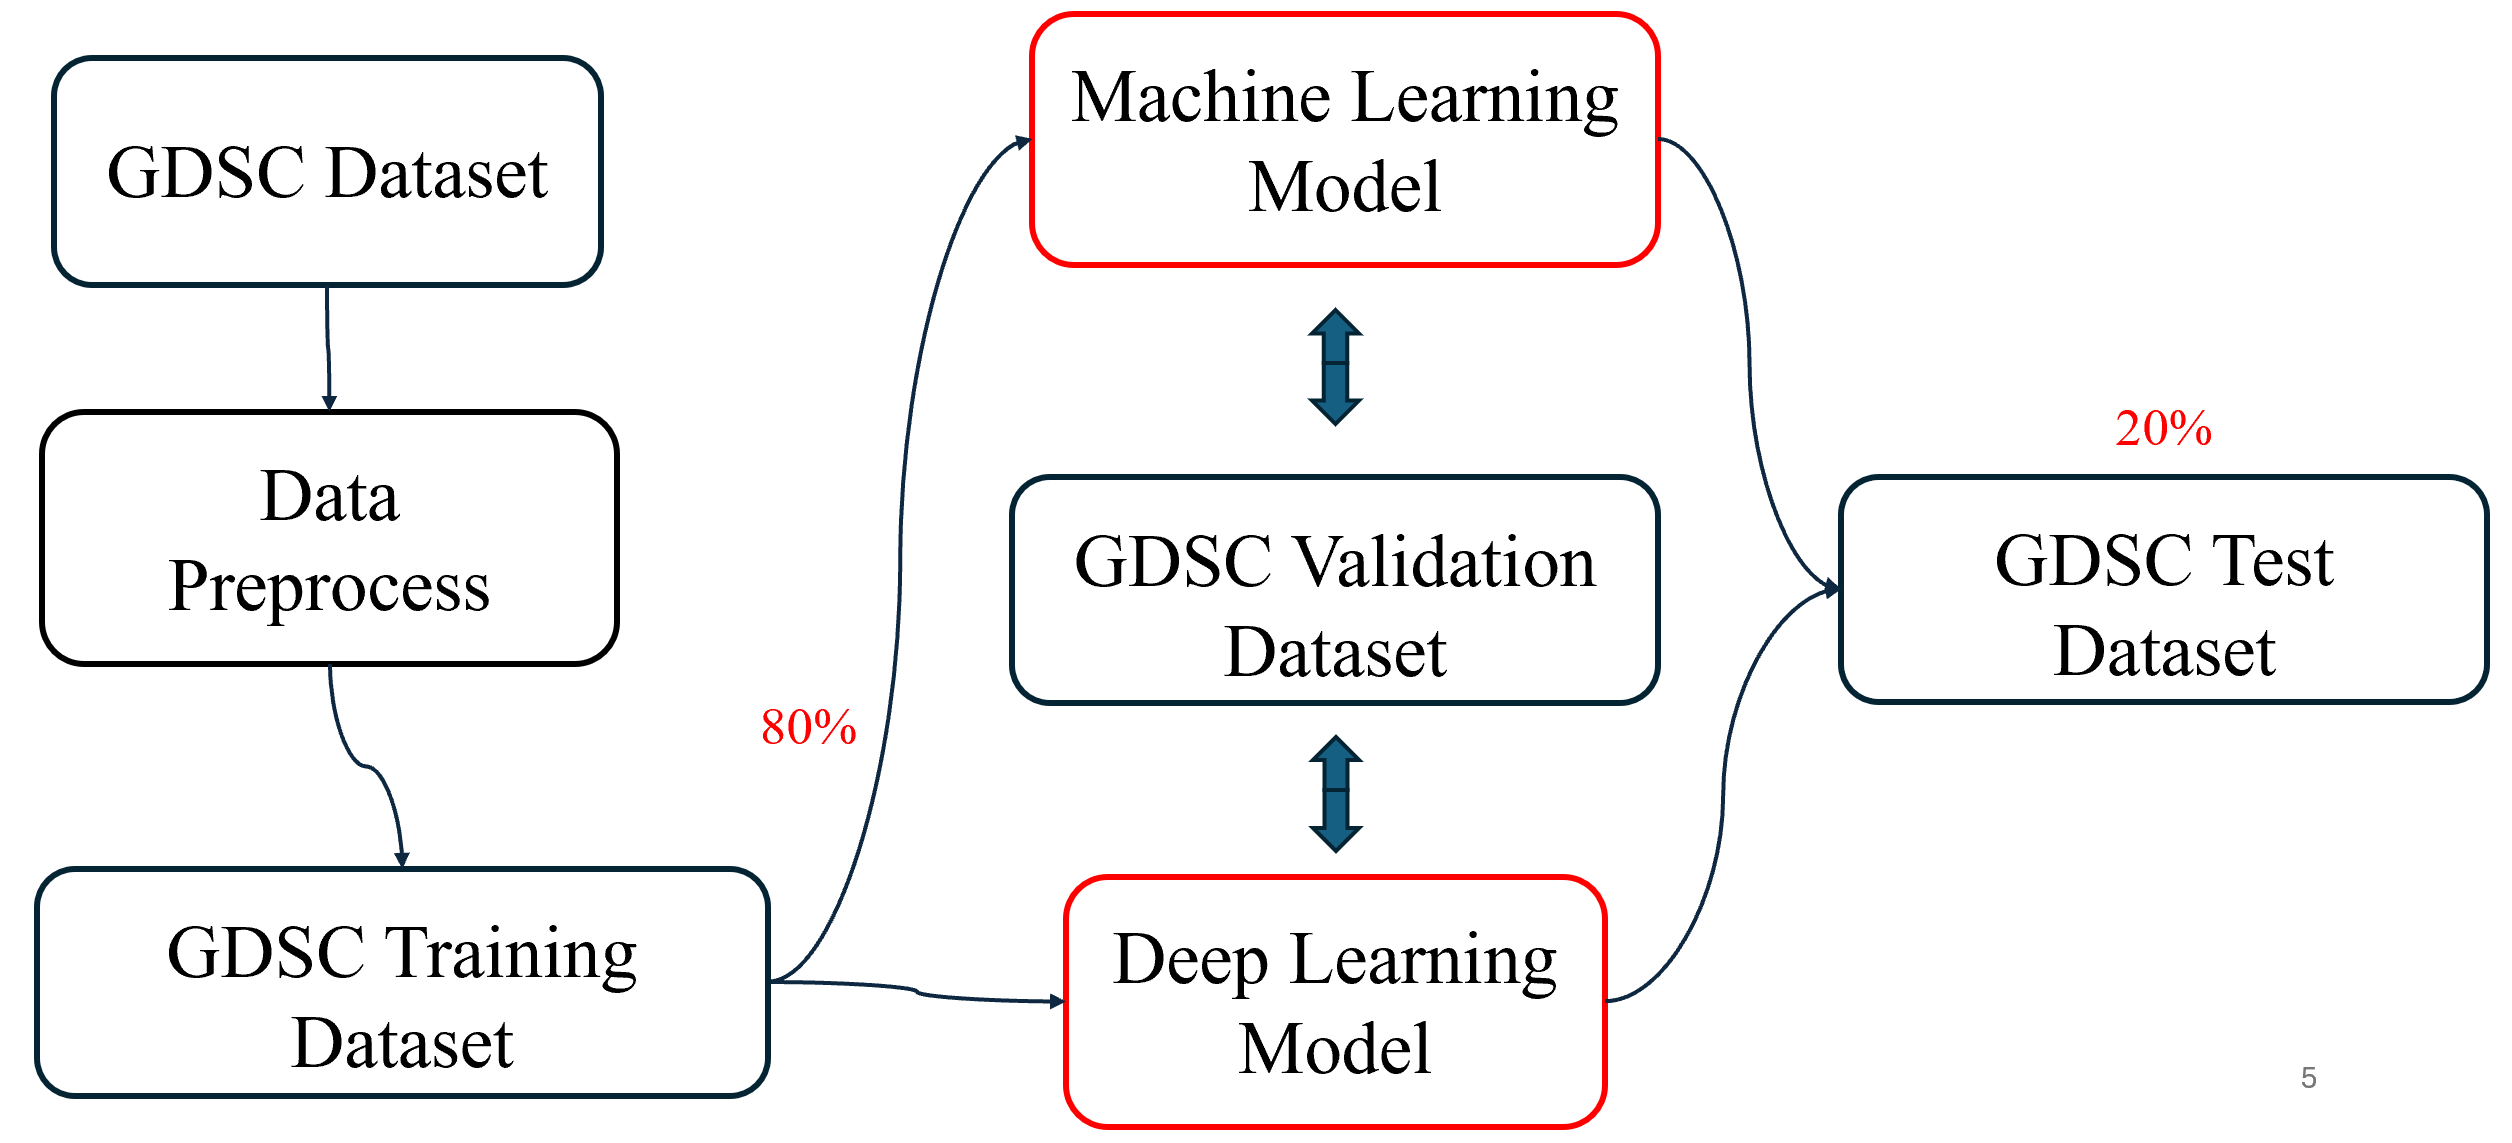 GDSC Dataset
Data
Preprocess
GDSC Training
Dataset
80%
Machine Learning
Model
GDSC Validation
Dataset
Deep Learning
Model
20%
GDSC Test
Dataset
5